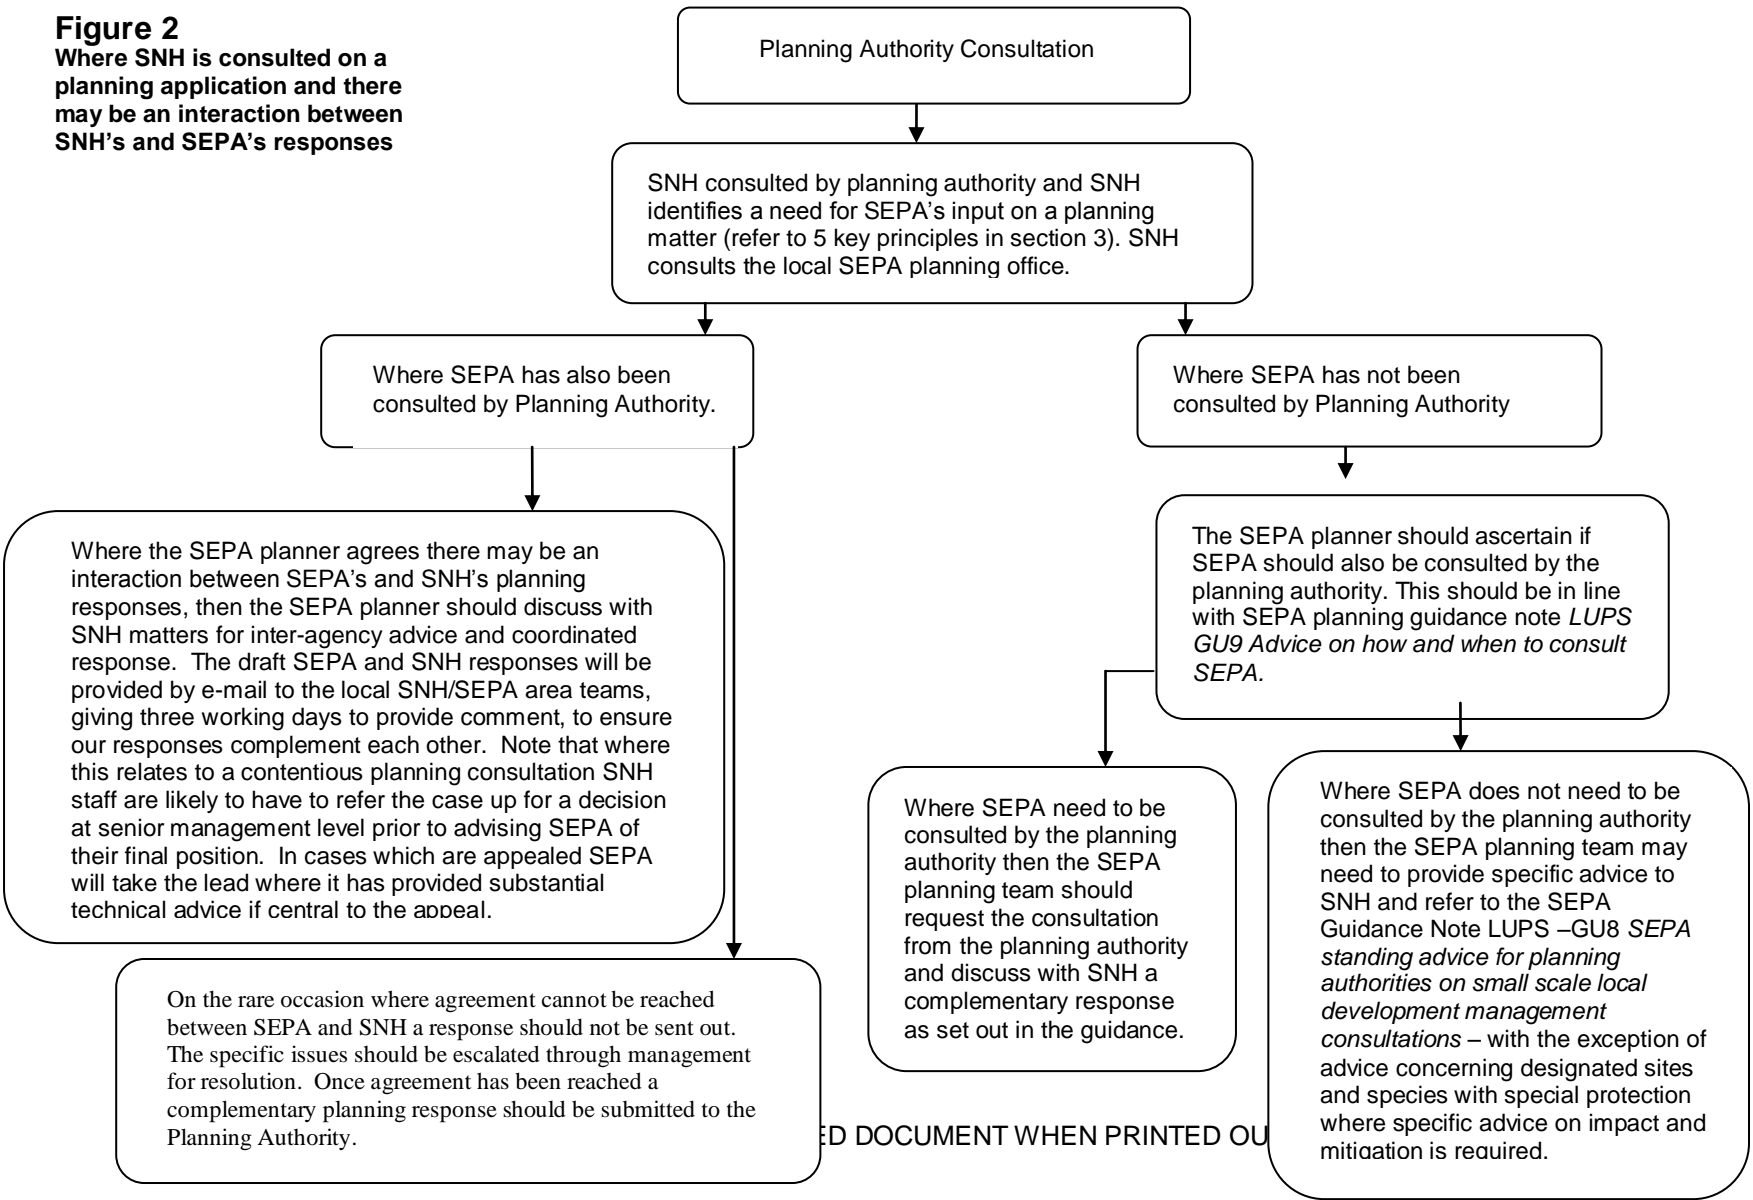 Figure 2
Where SNH is consulted on a
planning application and there
may be an interaction between
SNH's and SEPA's responses
Planning Authority Consultation
SNH consulted by planning authority and SNH
identifies a need for SEPA's input on a planning
matter (refer to 5 key principles in section 3). SNH
consults the local SEPA planning office.
Where SEPA has also been
consulted by Planning Authority.
Where SEPA has not been
consulted by Planning Authority
Where the SEPA planner agrees there may be an
interaction between SEPA's and SNH's planning
responses, then the SEPA planner should discuss with
SNH matters for inter-agency advice and coordinated
response.  The draft SEPA and SNH responses will be
provided by e-mail to the local SNH/SEPA area teams,
giving three working days to provide comment, to ensure
our responses complement each other.  Note that where
this relates to a contentious planning consultation SNH
staff are likely to have to refer the case up for a decision
at senior management level prior to advising SEPA of
their final position.  In cases which are appealed SEPA
will take the lead where it has provided substantial
technical advice if central to the appeal.
The SEPA planner should ascertain if
SEPA should also be consulted by the
planning authority. This should be in line
with SEPA planning guidance note LUPS
GU9 Advice on how and when to consult
SEPA.
Where SEPA need to be
consulted by the planning
authority then the SEPA
planning team should
request the consultation
from the planning authority
and discuss with SNH a
complementary response
as set out in the guidance.
Where SEPA does not need to be
consulted by the planning authority
then the SEPA planning team may
need to provide specific advice to
SNH and refer to the SEPA
Guidance Note LUPS –GU8 SEPA
standing advice for planning
authorities on small scale local
development management
consultations – with the exception of
advice concerning designated sites
and species with special protection
where specific advice on impact and
mitigation is required.
On the rare occasion where agreement cannot be reached
between SEPA and SNH a response should not be sent out.
The specific issues should be escalated through management
for resolution.  Once agreement has been reached a
complementary planning response should be submitted to the
Planning Authority.
ED DOCUMENT WHEN PRINTED OU